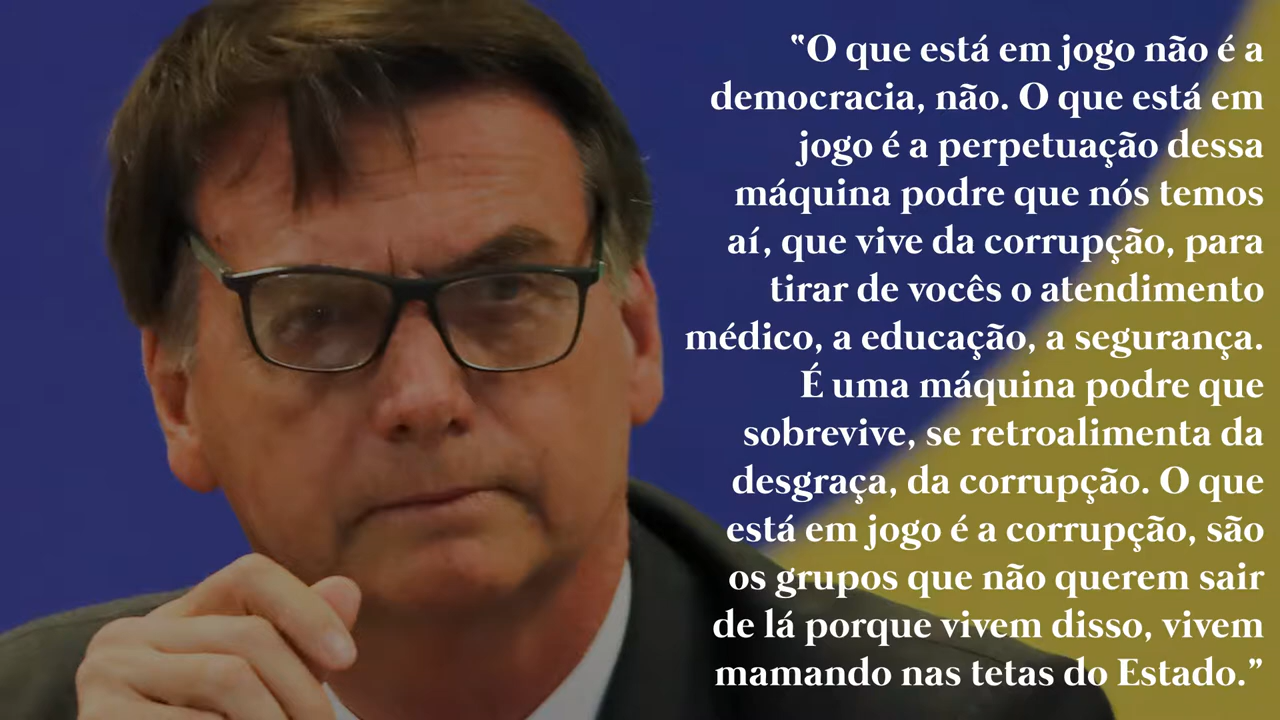 “O que está em jogo não é a
democracia, não. O que está em
jogo é a perpetuação dessa
máquina podre que nós temos
aí, que vive da corrupção, para
tirar de vocês o atendimento
médico, a educação, a segurança.
É uma máquina podre que
sobrevive, se retroalimenta da
desgraça, da corrupção. O que
está em jogo é a corrupção, são
os grupos que não querem sair
de lá porque vivem disso, vivem
mamando nas tetas do Estado.”